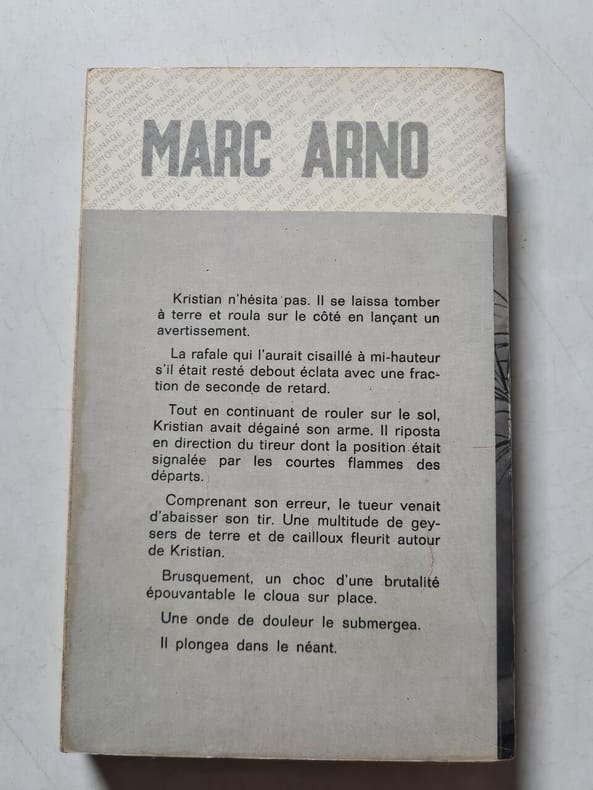 MARC ARNO
Kristian n'hésita pas. Il se laissa tomber
à terre et roula sur le côté en lançant un
avertissement.
La rafale qui l'aurait cisaillé à mi-hauteur
s'il était resté debout éclata avec une frac-
tion de seconde de retard.
Tout en continuant de rouler sur le sol,
Kristian avait dégainé son arme. Il riposta
en direction du tireur dont la position était
signalée par les courtes flammes des
départs.
Comprenant son erreur, le tueur venait
d'abaisser son tir. Une multitude de gey-
sers de terre et de cailloux fleurit autour
de Kristian.
Brusquement, un choc d'une brutalité
épouvantable le cloua sur place.
Une onde de douleur le submergea.
Il plongea dans le néant.